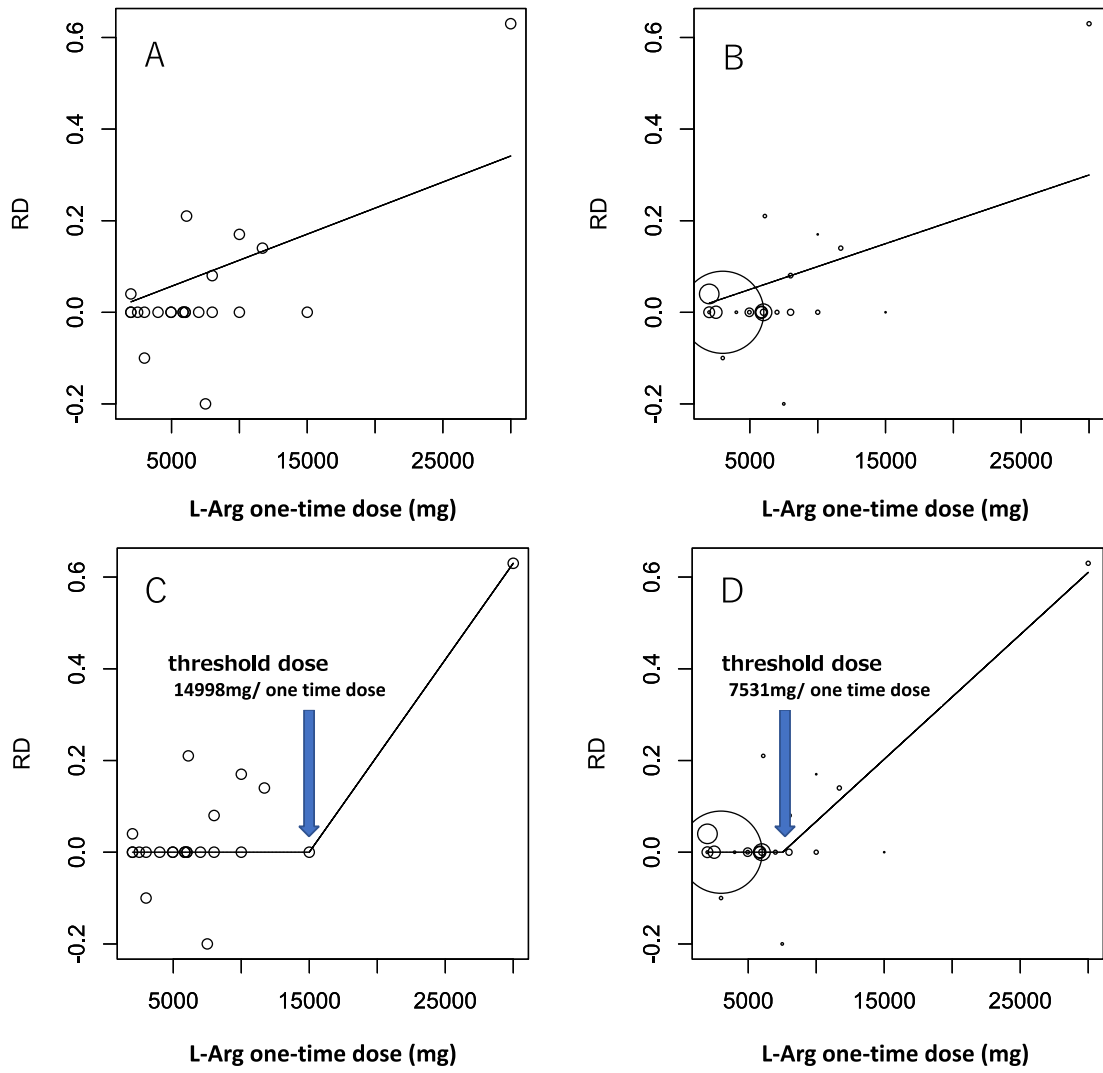 A
0.6
0.4
RD
0.2
0.0
-0.2
5000 15000 25000
L-Arg one-time dose (mg)
B
0.6
0.4
RD
0.2
0.0
-0.2
5000 15000 25000
L-Arg one-time dose (mg)
C
0.6
0.4
RD
0.2
0.0
-0.2
threshold dose
14998mg/ one time dose
5000 15000 25000
L-Arg one-time dose (mg)
D
0.6
0.4
RD
0.2
0.0
-0.2
threshold dose
7531mg/ one time dose
5000 15000 25000
L-Arg one-time dose (mg)